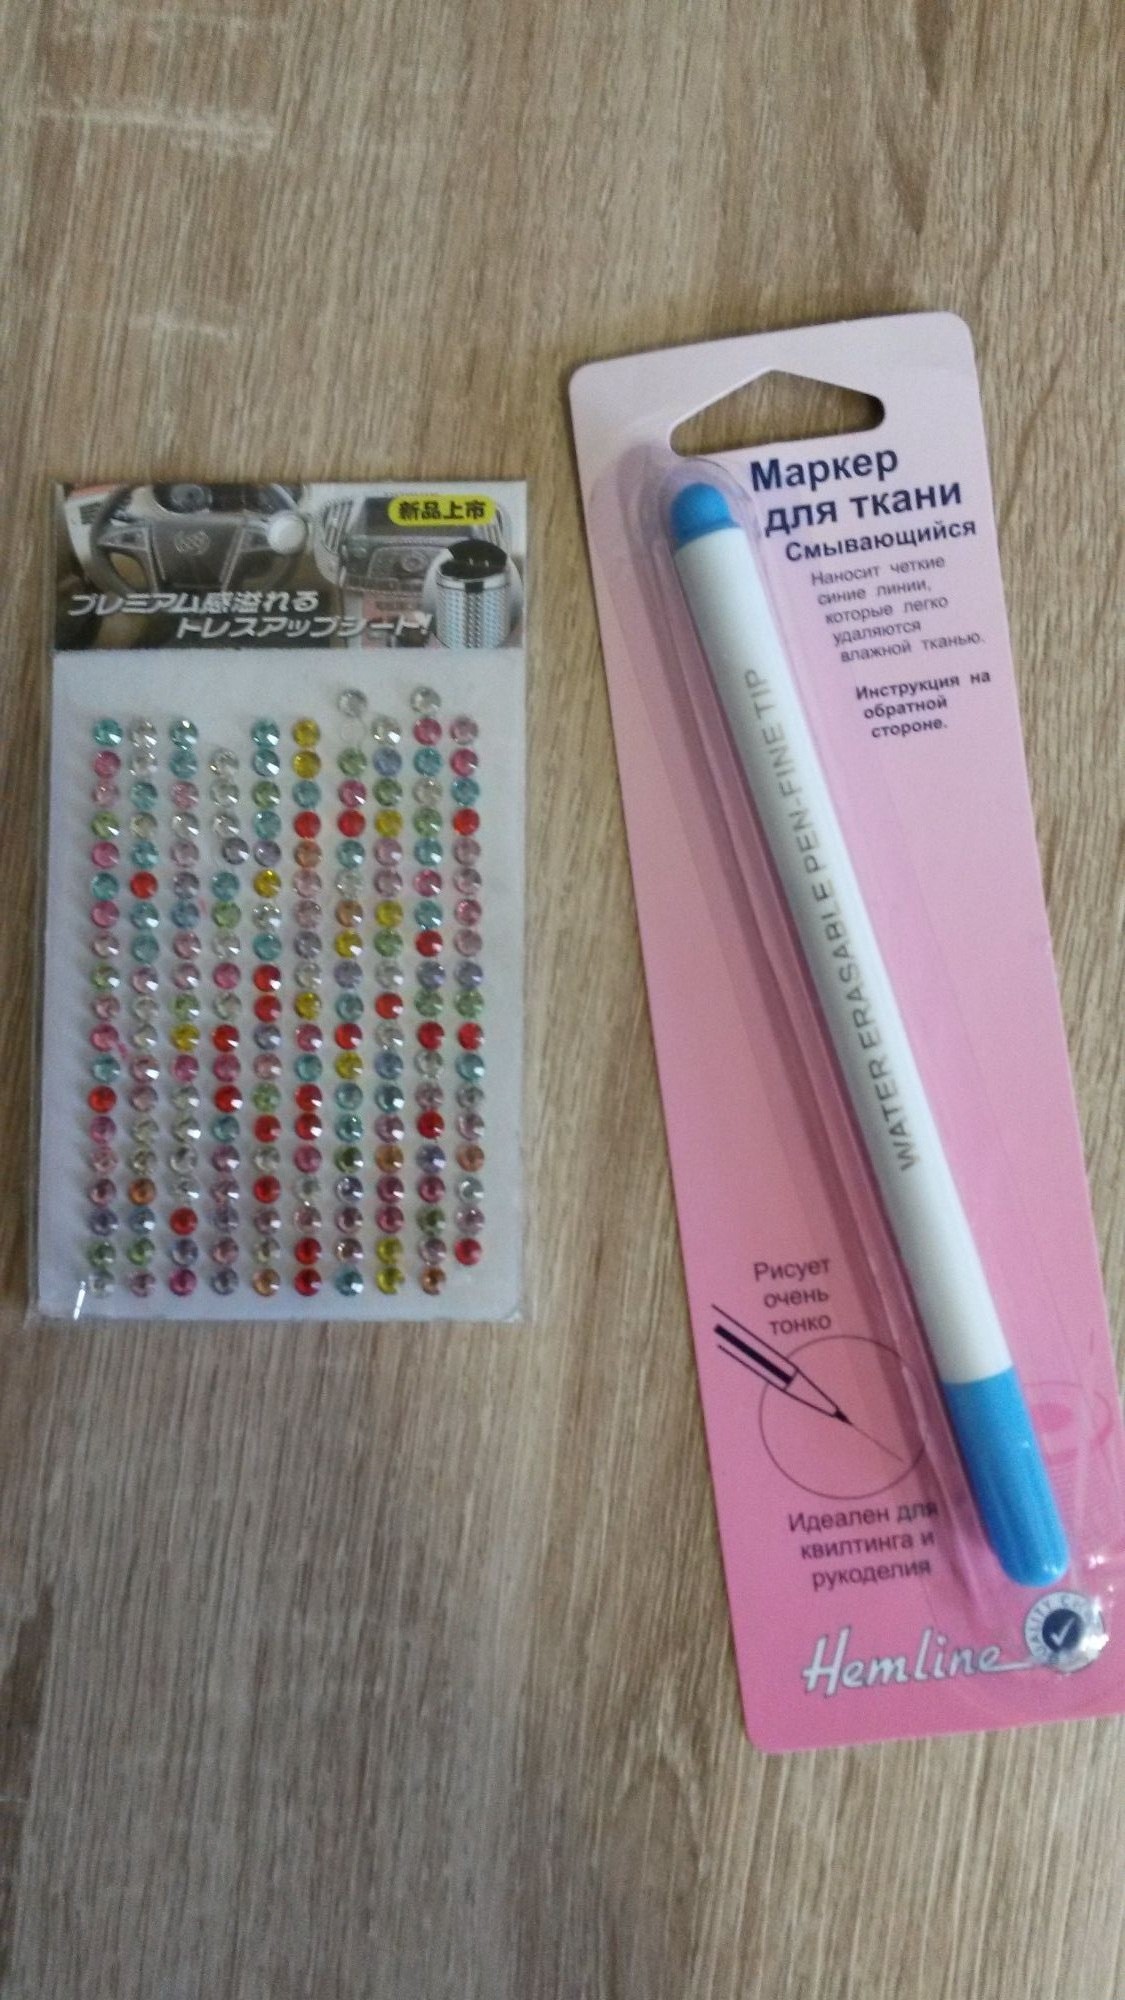 新品上市
プレミアム感溢れる
トレスアップシート!
Маркер
для ткани
Смывающийся
Наносит четкие
синие линии,
которые легко
удаляются
влажной тканью.
Инструкция на
обратной
стороне.
WATER ERASABLE PEN-FINE TIP
Рисует
очень
тонко
Идеален для
квилтинга и
рукоделия
Hemline